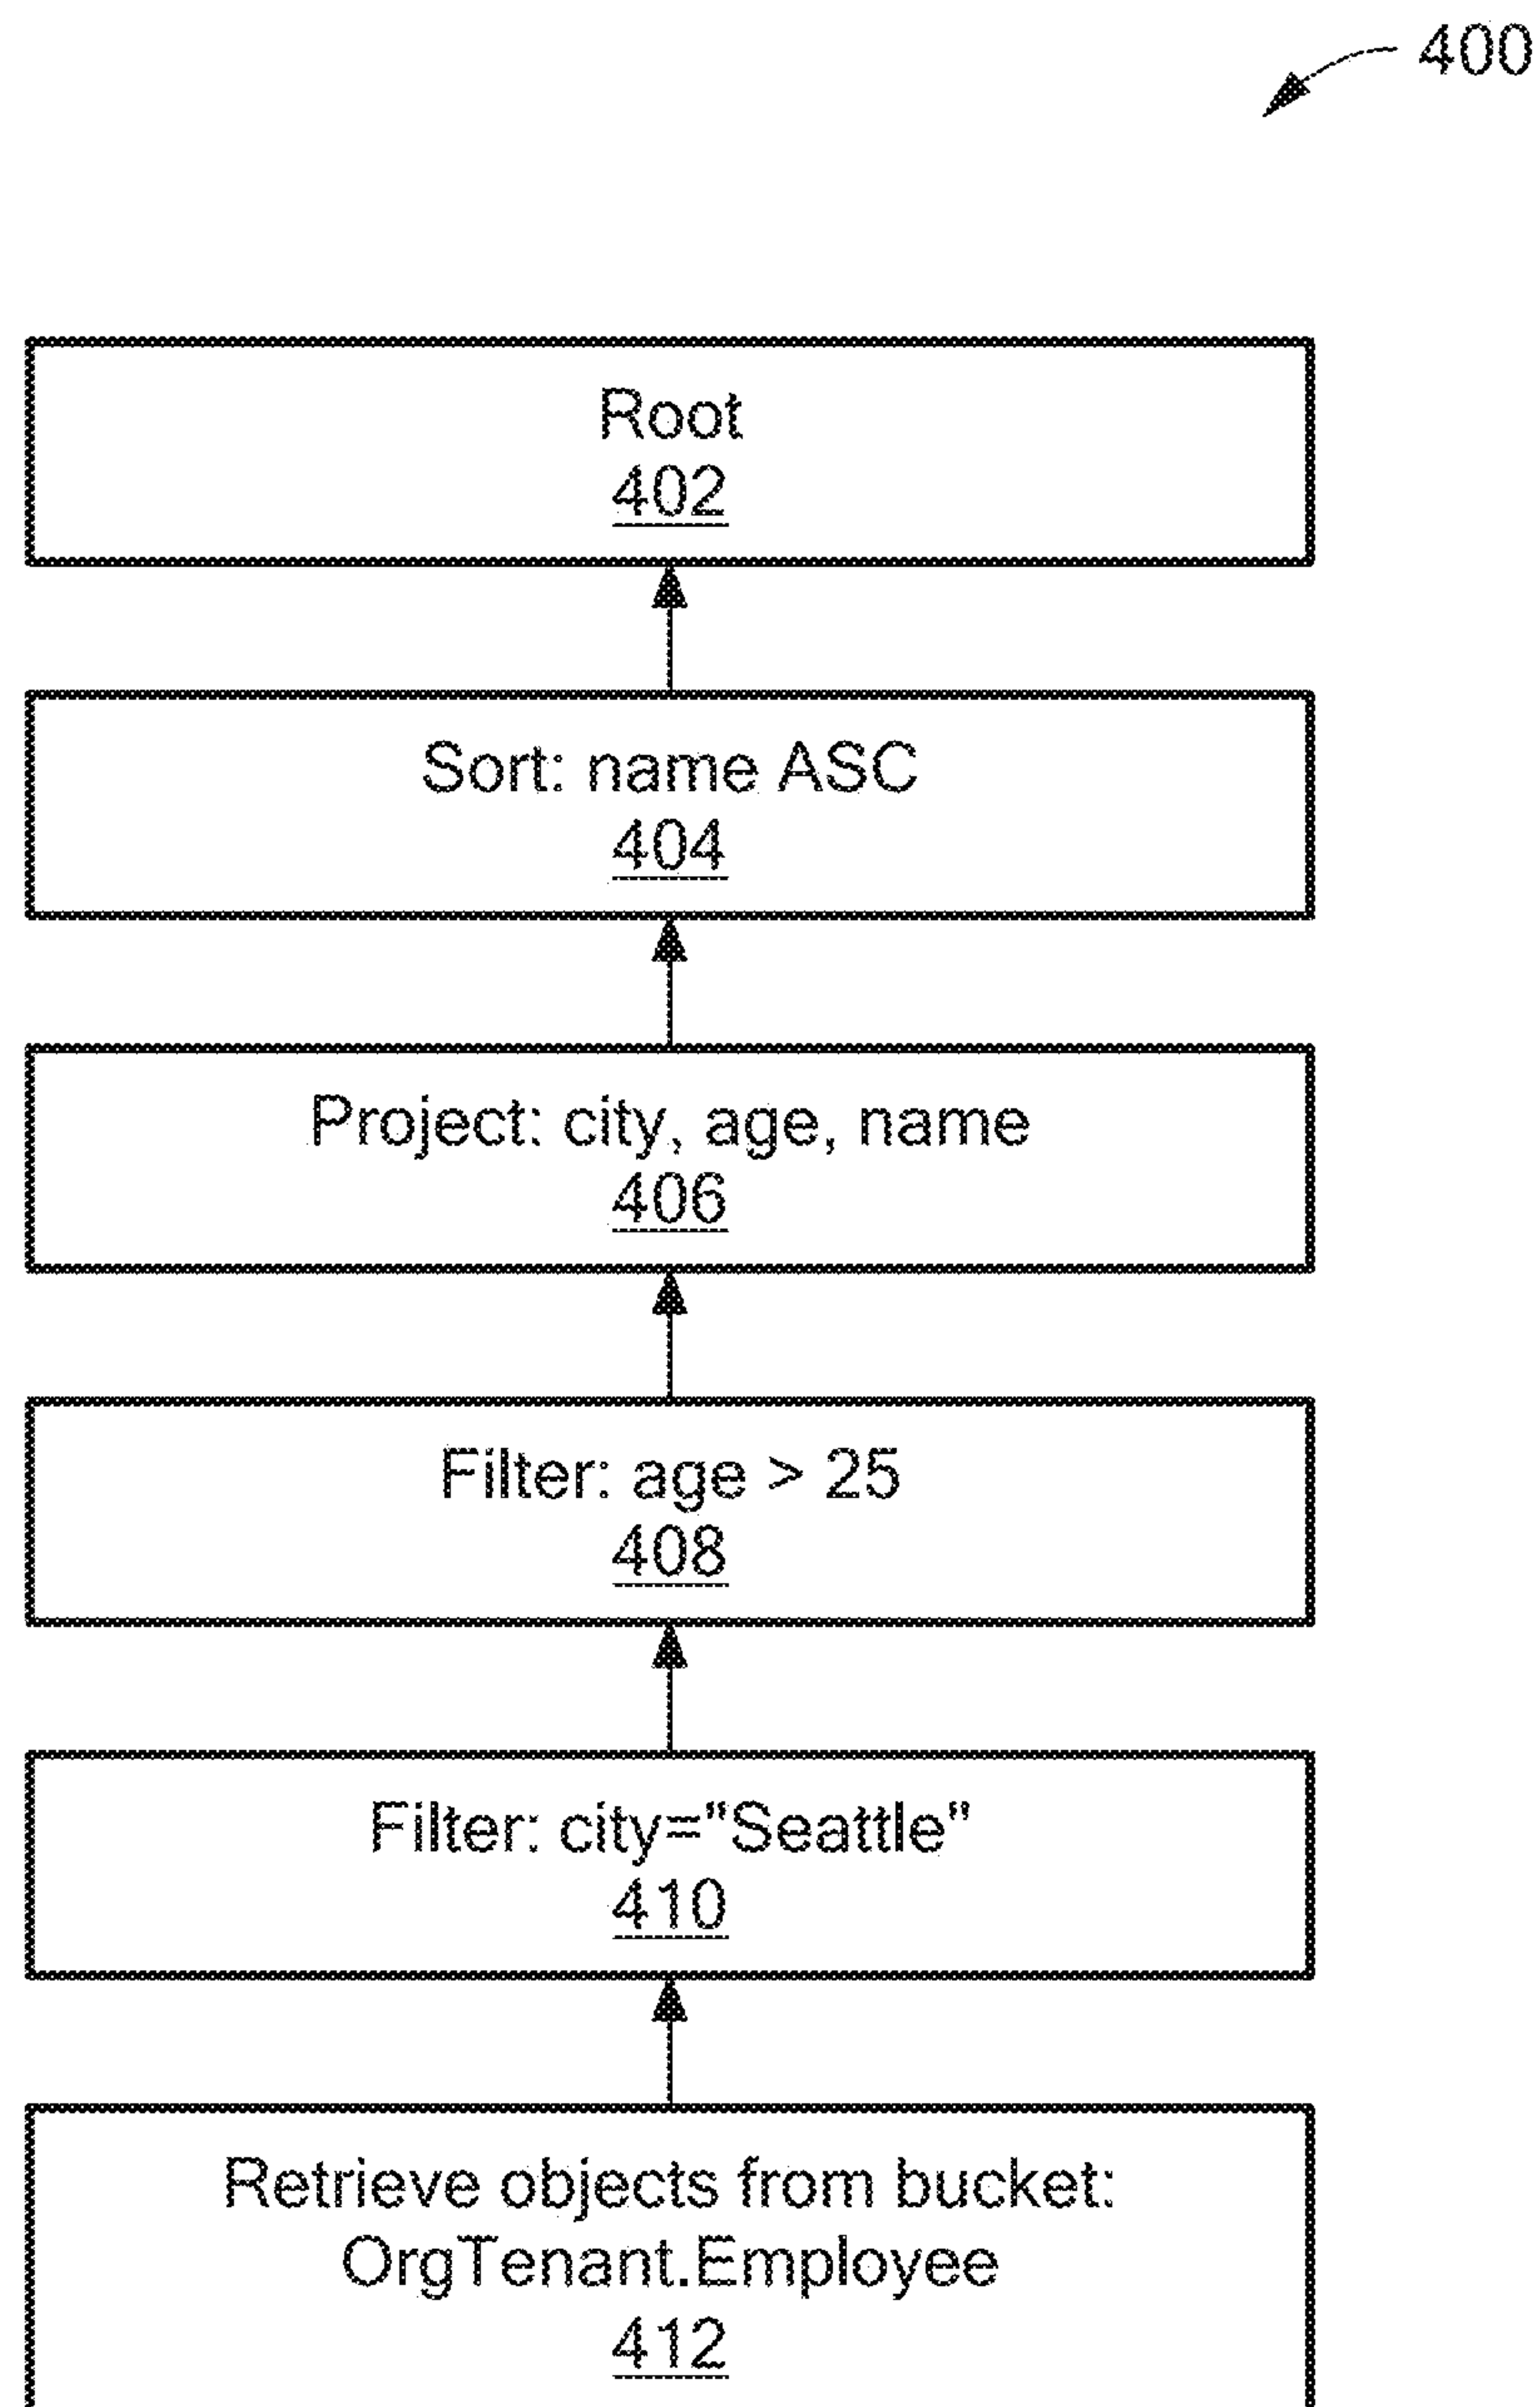 400
Root
402
Sort: name ASC
404
Project: city, age, name
406
Filter: age > 25
408
Filter: city="Seattle"
410
Retrieve objects from bucket:
OrgTenant.Employee
412